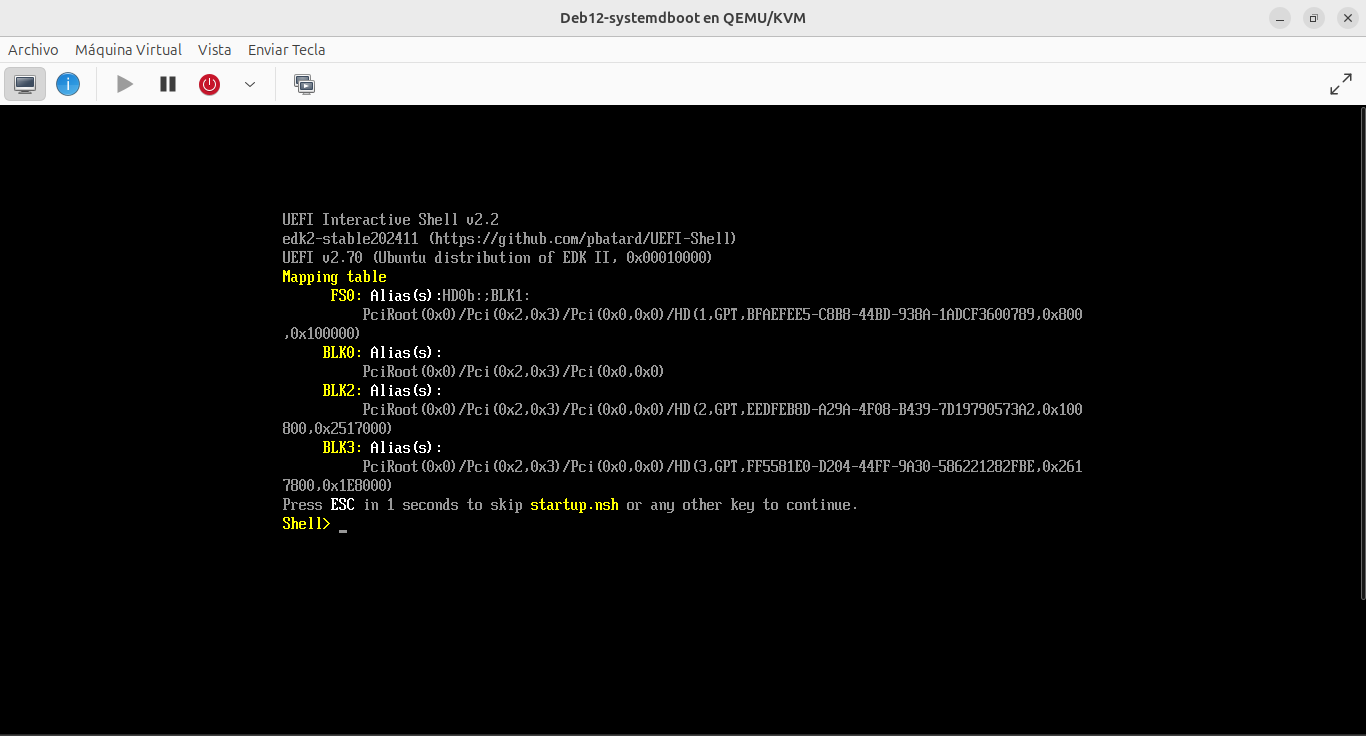 Deb12-systemdboot en QEMU/KVM
Archivo Máquina Virtual Vista Enviar Tecla
UEFI Interactive Shell v2.2
edk2-stable202411 (https://github.com/pbatard/UEFI-Shell)
UEFI v2.70 (Ubuntu distribution of EDK II, 0x00010000)
Mapping table
FS0: Alias(s):HD0b:;BLK1:
PciRoot(0x0)/Pci(0x2,0x3)/Pci(0x0,0x0)/HD(1,GPT,BFAEFEE5-C8B8-44BD-938A-1ADCF3600789,0x800
,0x100000)
BLK0: Alias(s):
PciRoot(0x0)/Pci(0x2,0x3)/Pci(0x0,0x0)
BLK2: Alias(s):
PciRoot(0x0)/Pci(0x2,0x3)/Pci(0x0,0x0)/HD(2,GPT,EEDFEB8D-A29A-4F08-B439-7D19790573A2,0x100
800,0x2517000)
BLK3: Alias(s):
PciRoot(0x0)/Pci(0x2,0x3)/Pci(0x0,0x0)/HD(3,GPT,FF5581E0-D204-44FF-9A30-586221282FBE,0x261
7800,0x1E8000)
Press ESC in 1 seconds to skip startup.nsh or any other key to continue.
Shell> _